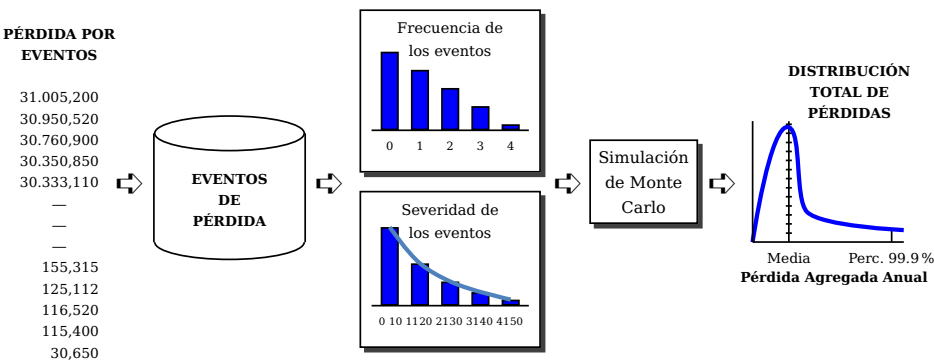 PÉRDIDA POR
EVENTOS
31.005,200
30.950,520
30.760,900
30.350,850
30.333,110
—
—
—
155,315
125,112
116,520
115,400
30,650
EVENTOS
DE
PÉRDIDA
Frecuencia de
los eventos
0 1 2 3 4
Severidad de
los eventos
0 10 1120 2130 3140 4150
Simulación
de Monte
Carlo
DISTRIBUCIÓN
TOTAL DE
PÉRDIDAS
Media Perc. 99.9 %
Pérdida Agregada Anual